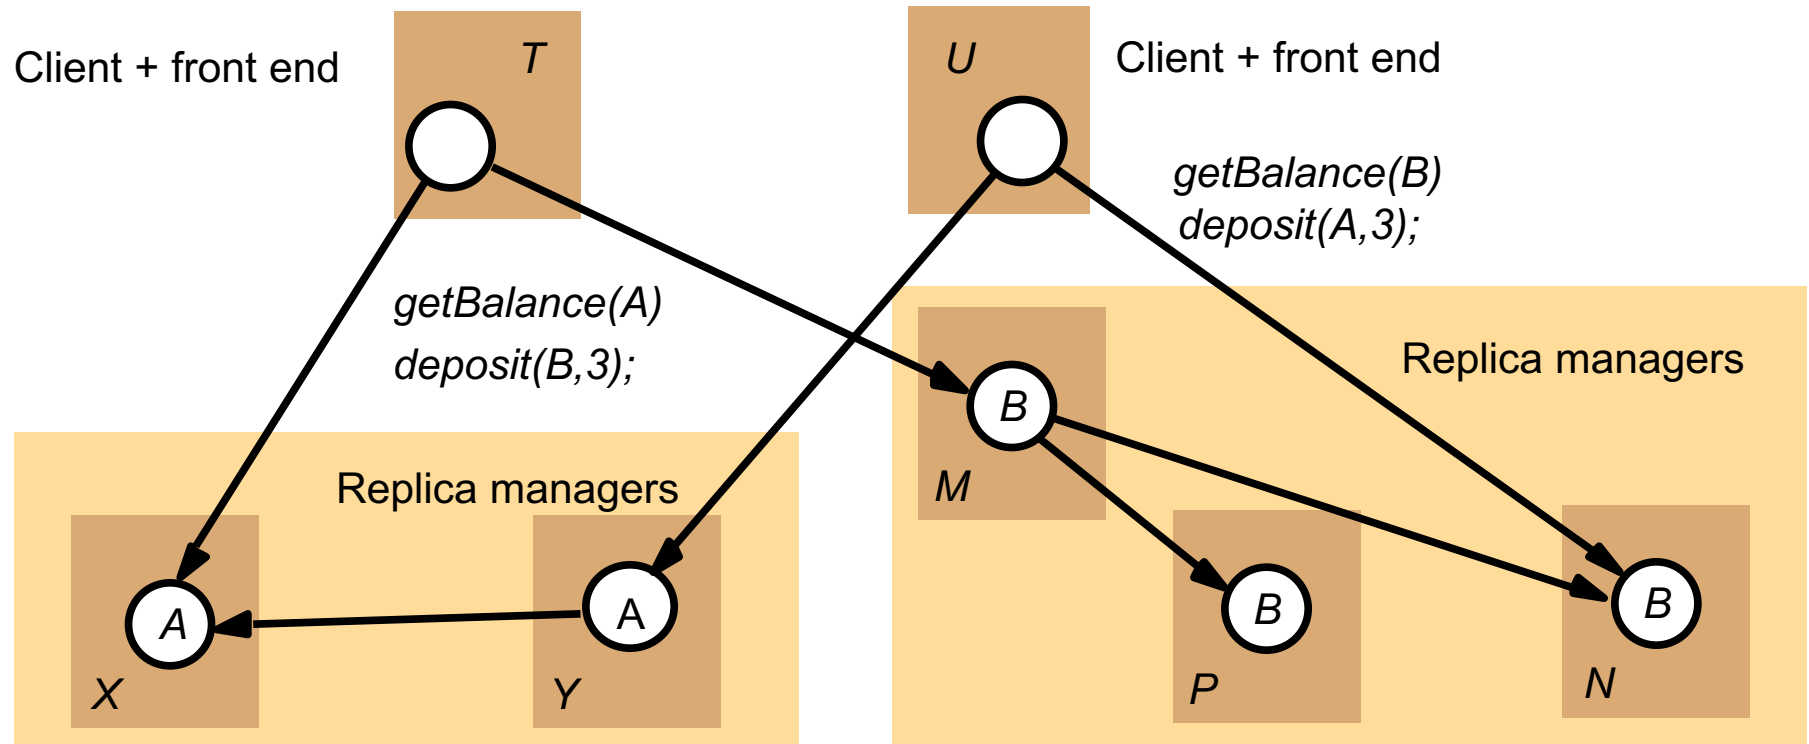 Client + front end
T
U
Client + front end
getBalance(B)
deposit(A,3);
getBalance(A)
deposit(B,3);
Replica managers
B
M
Replica managers
A
X
A
Y
B
P
B
N